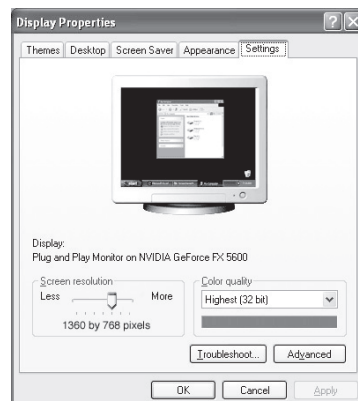 Display Properties
Themes Desktop Screen Saver Appearance Settings
Display:
Plug and Play Monitor on NVIDIA GeForce FX 5600
Screen resolution
Less More
1360 by 768 pixels
Color quality
Highest (32 bit)
Troubleshoot... Advanced
OK Cancel Apply